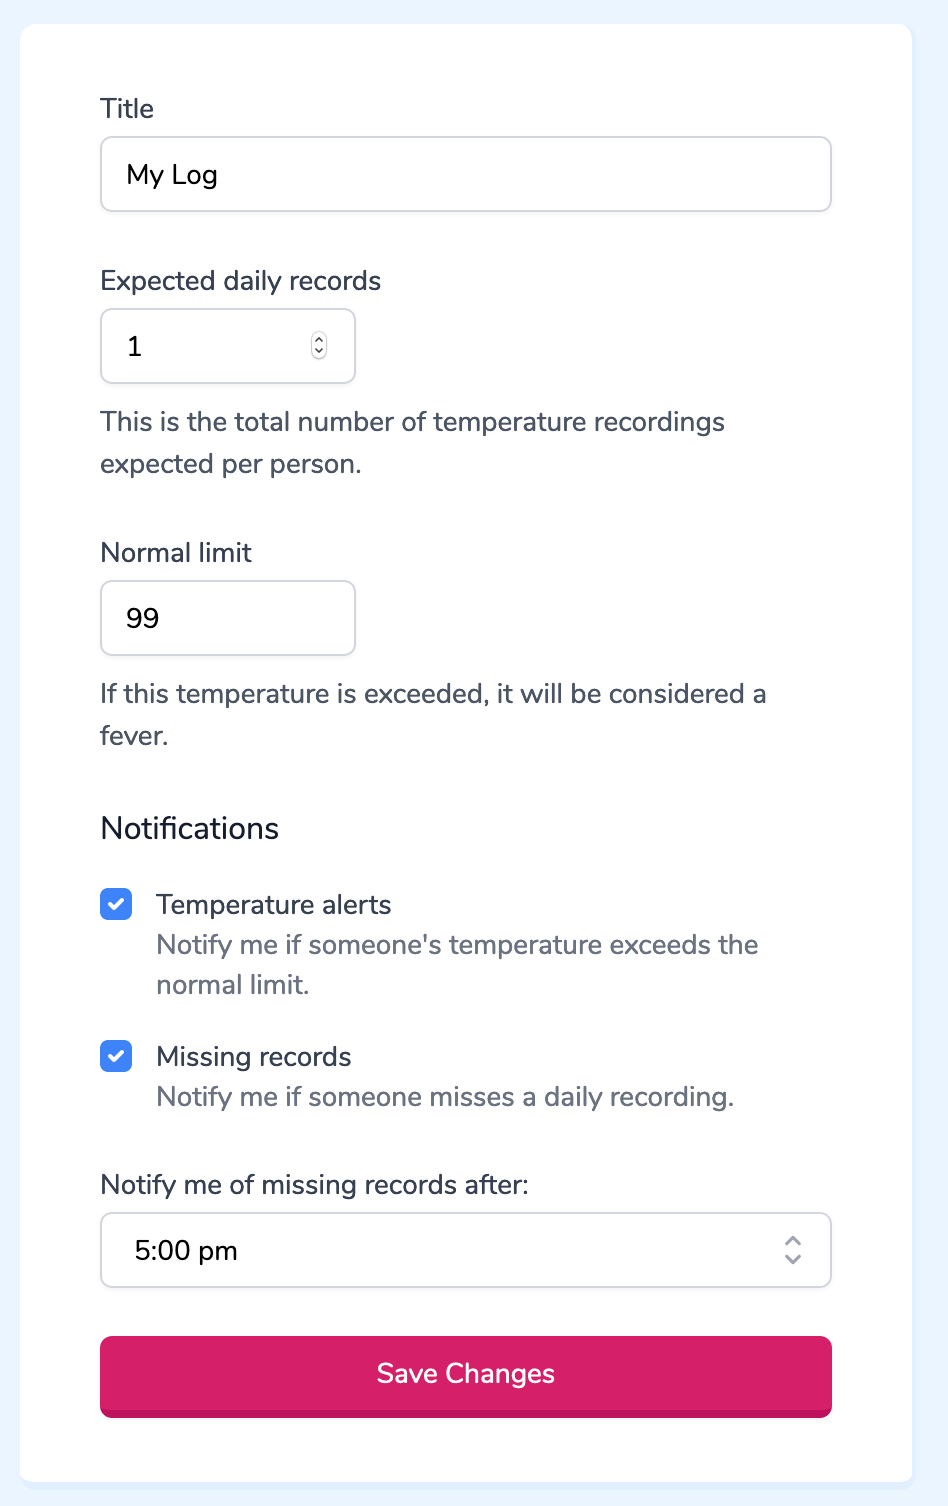 Title
My Log
Expected daily records
1
This is the total number of temperature recordings
expected per person.
Normal limit
99
If this temperature is exceeded, it will be considered a
fever.
Notifications
Temperature alerts
Notify me if someone's temperature exceeds the
normal limit.
Missing records
Notify me if someone misses a daily recording.
Notify me of missing records after:
5:00 pm
Save Changes